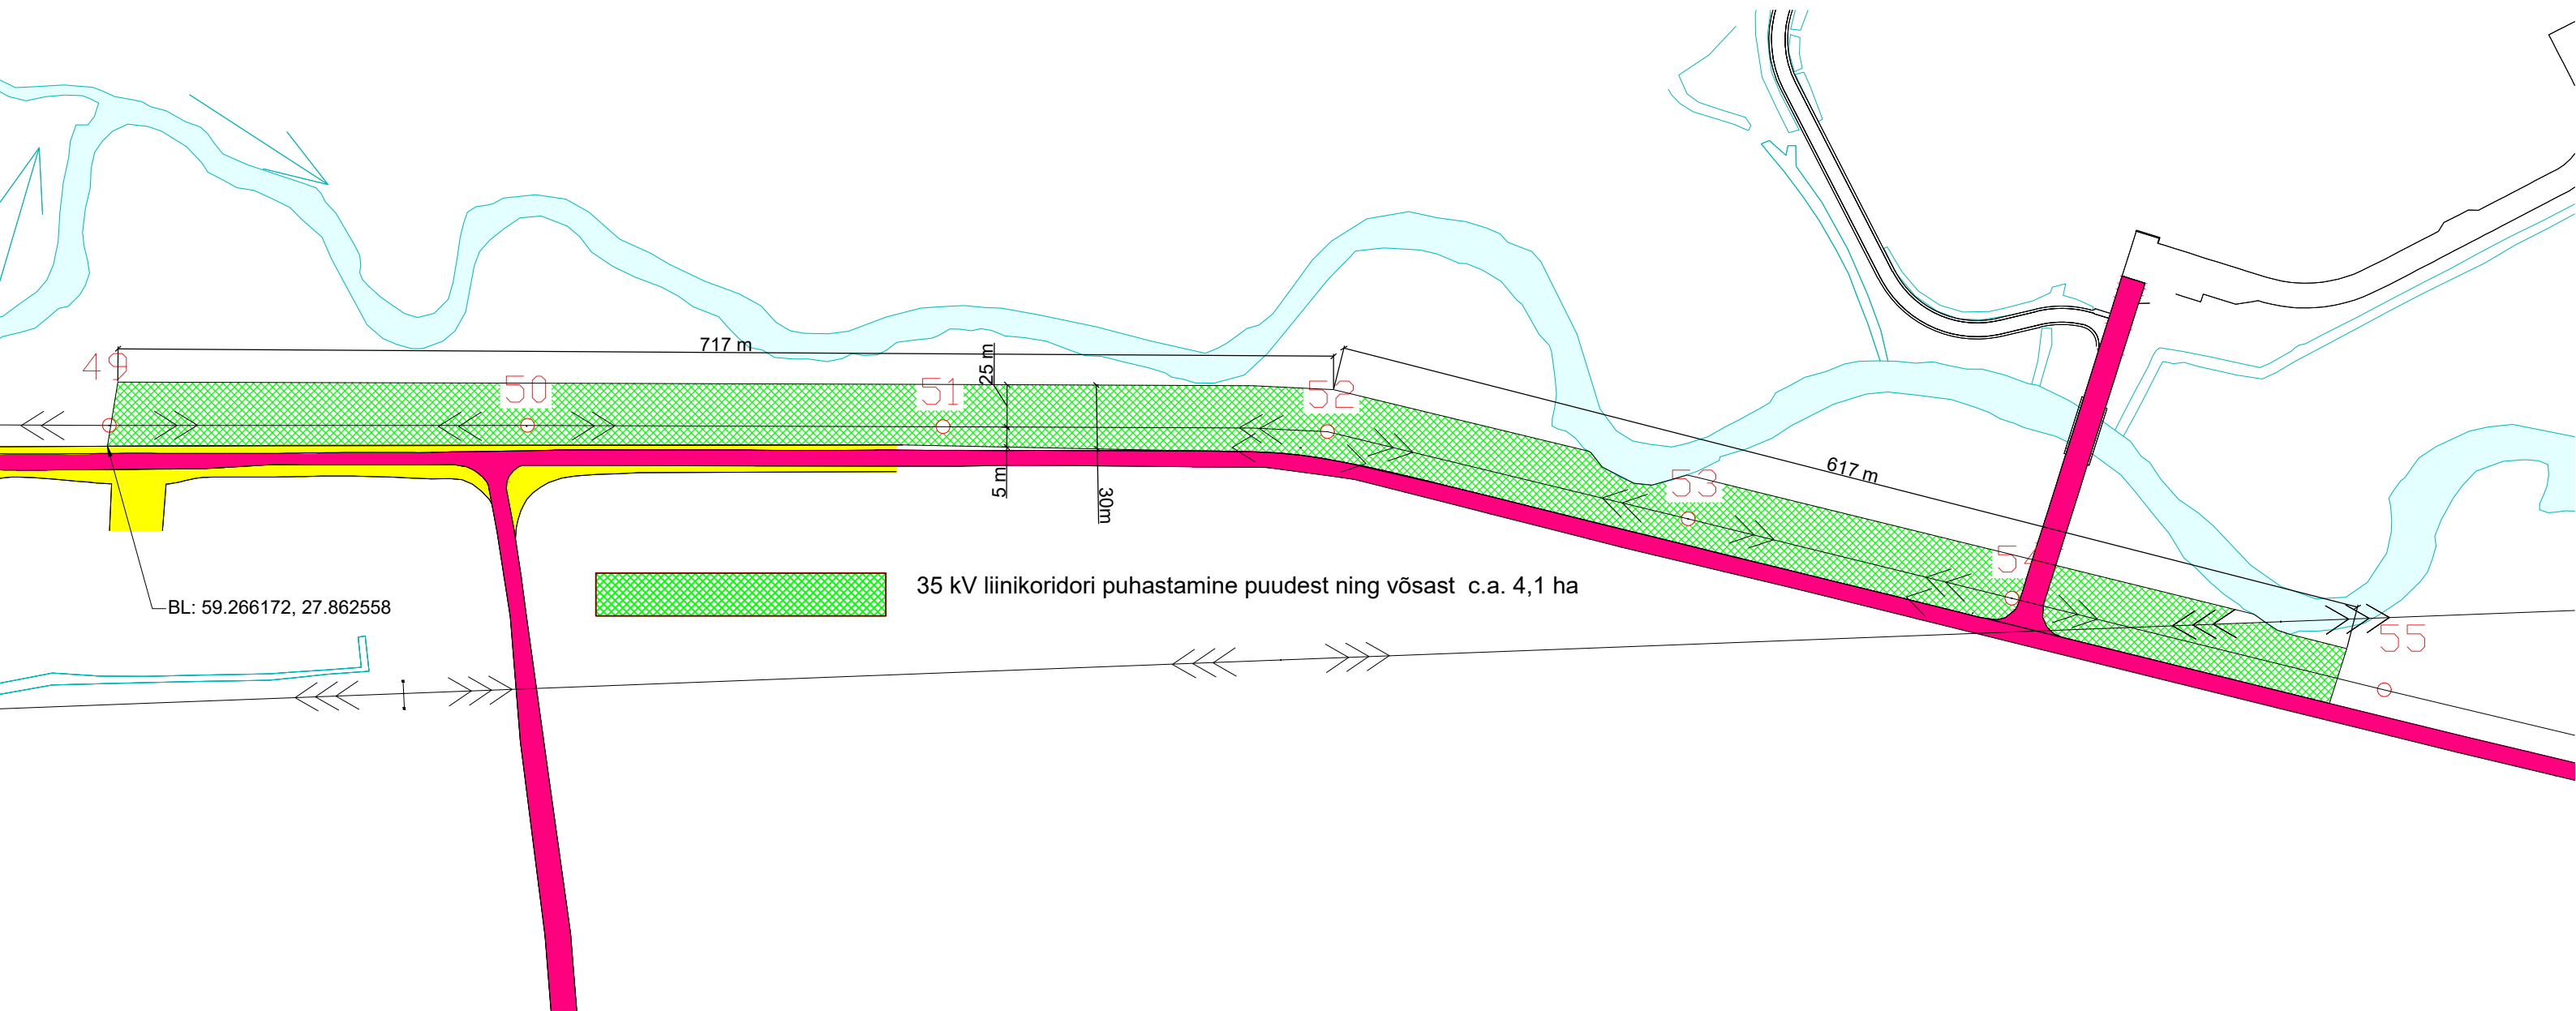 717 m
49
50
51
25 m
52
5 m
30m
617 m
53
54
55
35 kV liinikoridori puhastamine puudest ning võsast c.a. 4,1 ha
BL: 59.266172, 27.862558